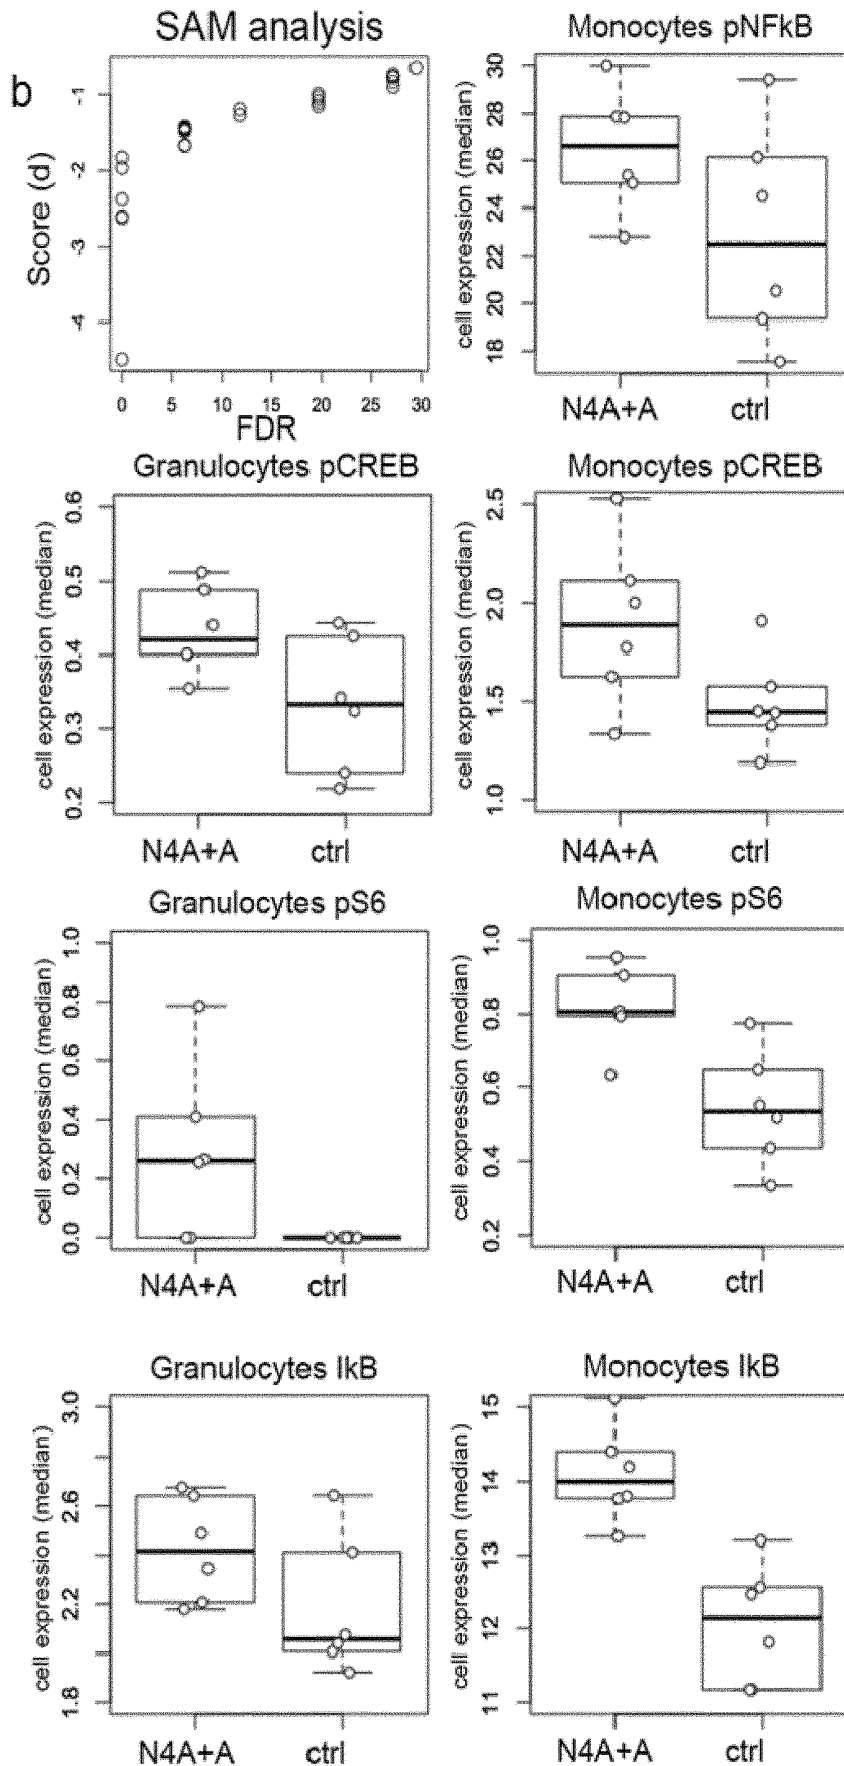 SAM analysis
b
Score (d)
-1
-2
-3
-4
0 5 10 15 20 25 30
FDR
Monocytes pNFkB
cell expression (median)
30
28
26
24
22
20
18
N4A+A ctrl
Granulocytes pCREB
cell expression (median)
0.6
0.5
0.4
0.3
0.2
N4A+A ctrl
Monocytes pCREB
cell expression (median)
2.5
2.0
1.5
1.0
N4A+A ctrl
Granulocytes pS6
cell expression (median)
1.0
0.8
0.6
0.4
0.2
0.0
N4A+A ctrl
Monocytes pS6
cell expression (median)
1.0
0.8
0.6
0.4
0.2
N4A+A ctrl
Granulocytes IkB
cell expression (median)
3.0
2.6
2.2
1.8
N4A+A ctrl
Monocytes IkB
cell expression (median)
15
14
13
12
11
N4A+A ctrl